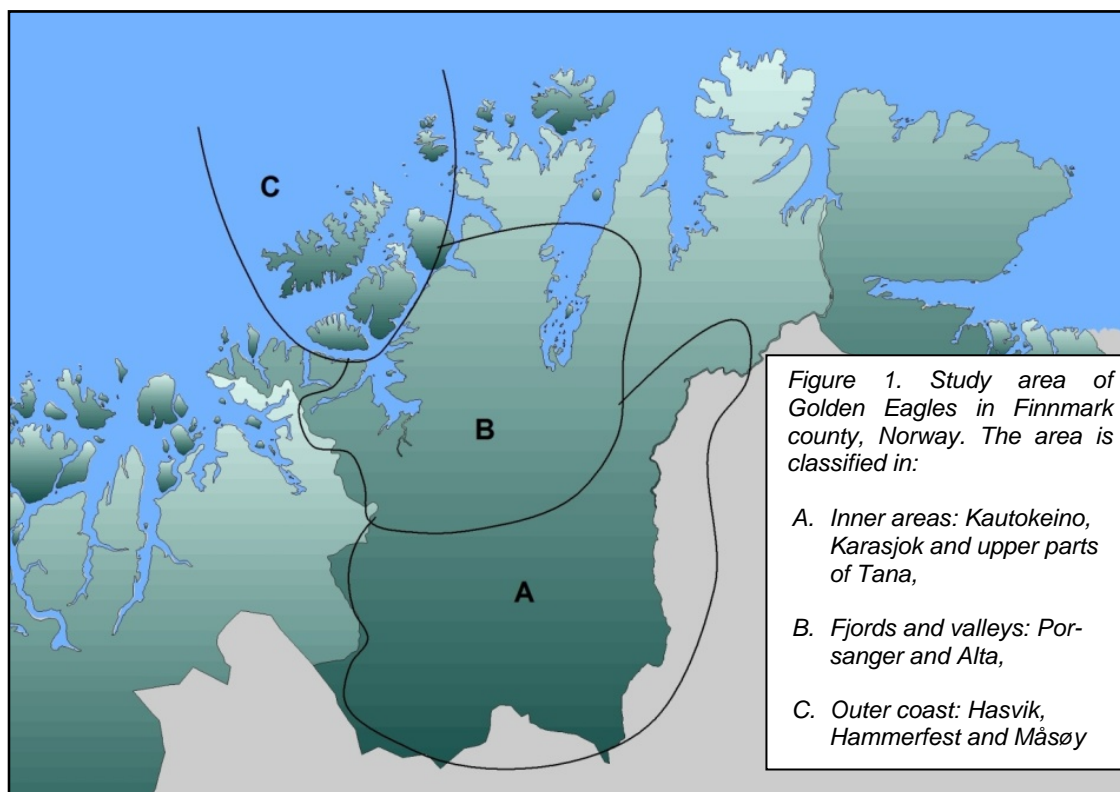 C
B
A
Figure 1. Study area of
Golden Eagles in Finnmark
county, Norway. The area is
classified in:
A. Inner areas: Kautokeino,
Karasjok and upper parts
of Tana,
B. Fjords and valleys: Por-
sanger and Alta,
C. Outer coast: Hasvik,
Hammerfest and Måsøy